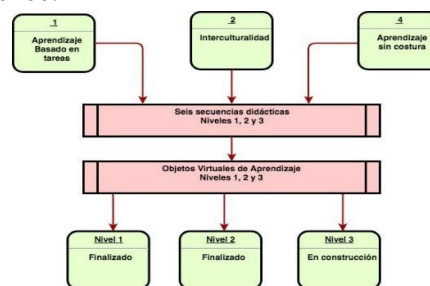 1
Aprendizaje
Basado en
tareas
2
Interculturalidad
4
Aprendizaje
sin costura
Seis secuencias didácticas
Niveles 1, 2 y 3
Objetos Virtuales de Aprendizaje
Niveles 1, 2 y 3
Nivel 1
Finalizado
Nivel 2
Finalizado
Nivel 3
En construcción